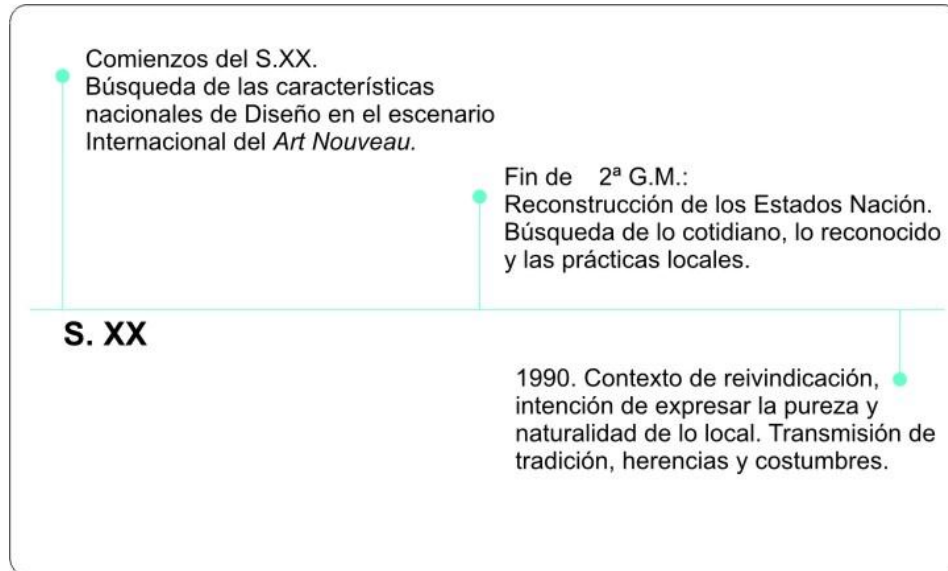 Comienzos del S.XX.
Búsqueda de las características
nacionales de Diseño en el escenario
Internacional del Art Nouveau.
Fin de 2ª G.M.:
Reconstrucción de los Estados Nación.
Búsqueda de lo cotidiano, lo reconocido
y las prácticas locales.
S. XX
1990. Contexto de reivindicación,
intención de expresar la pureza y
naturalidad de lo local. Transmisión de
tradición, herencias y costumbres.